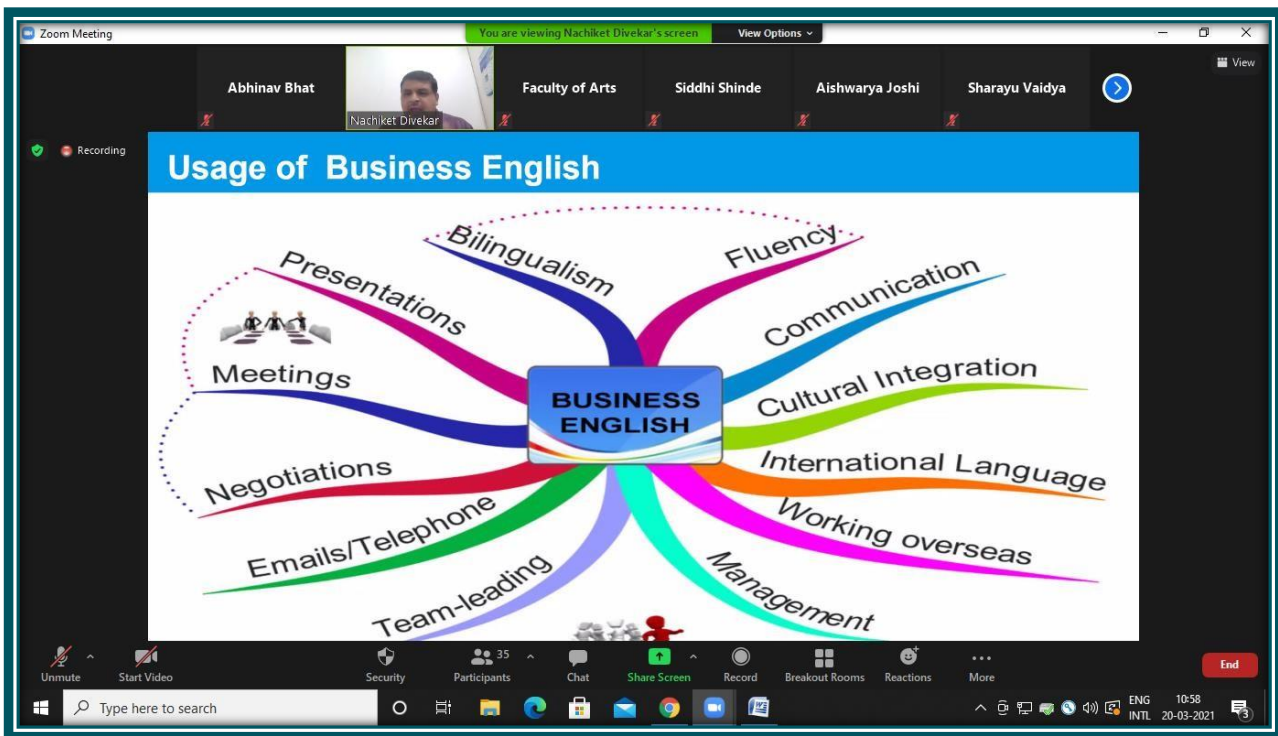 Zoom Meeting
You are viewing Nachiket Divekar's screen
View Options
View
Abhinav Bhat
Nachiket Divekar
Faculty of Arts
Siddhi Shinde
Aishwarya Joshi
Sharayu Vaidya
Recording
Usage of Business English
Bilingualism
Fluency
Presentations
Communication
Meetings
Cultural Integration
BUSINESS
ENGLISH
Negotiations
International Language
Emails/Telephone
Working overseas
Team-leading
Management
Unmute
Start Video
Security
Participants
35
Chat
Share Screen
Record
Breakout Rooms
Reactions
More
End
Type here to search
ENG
INTL
10:58
20-03-2021
3